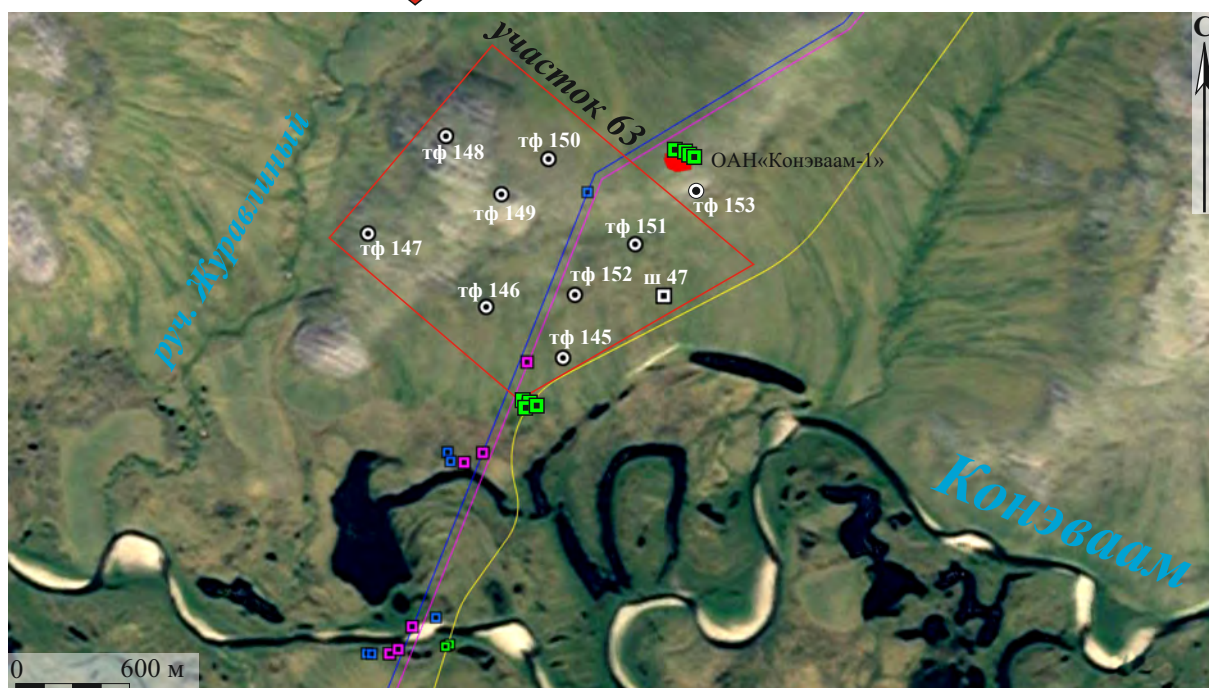 С
участок 63
тф 148
тф 150
ОАН«Конэваам-1»
тф 149
тф 153
руч. Журавлиный
тф 147
тф 151
тф 152
ш 47
тф 146
тф 145
Конэваам
0 600 м